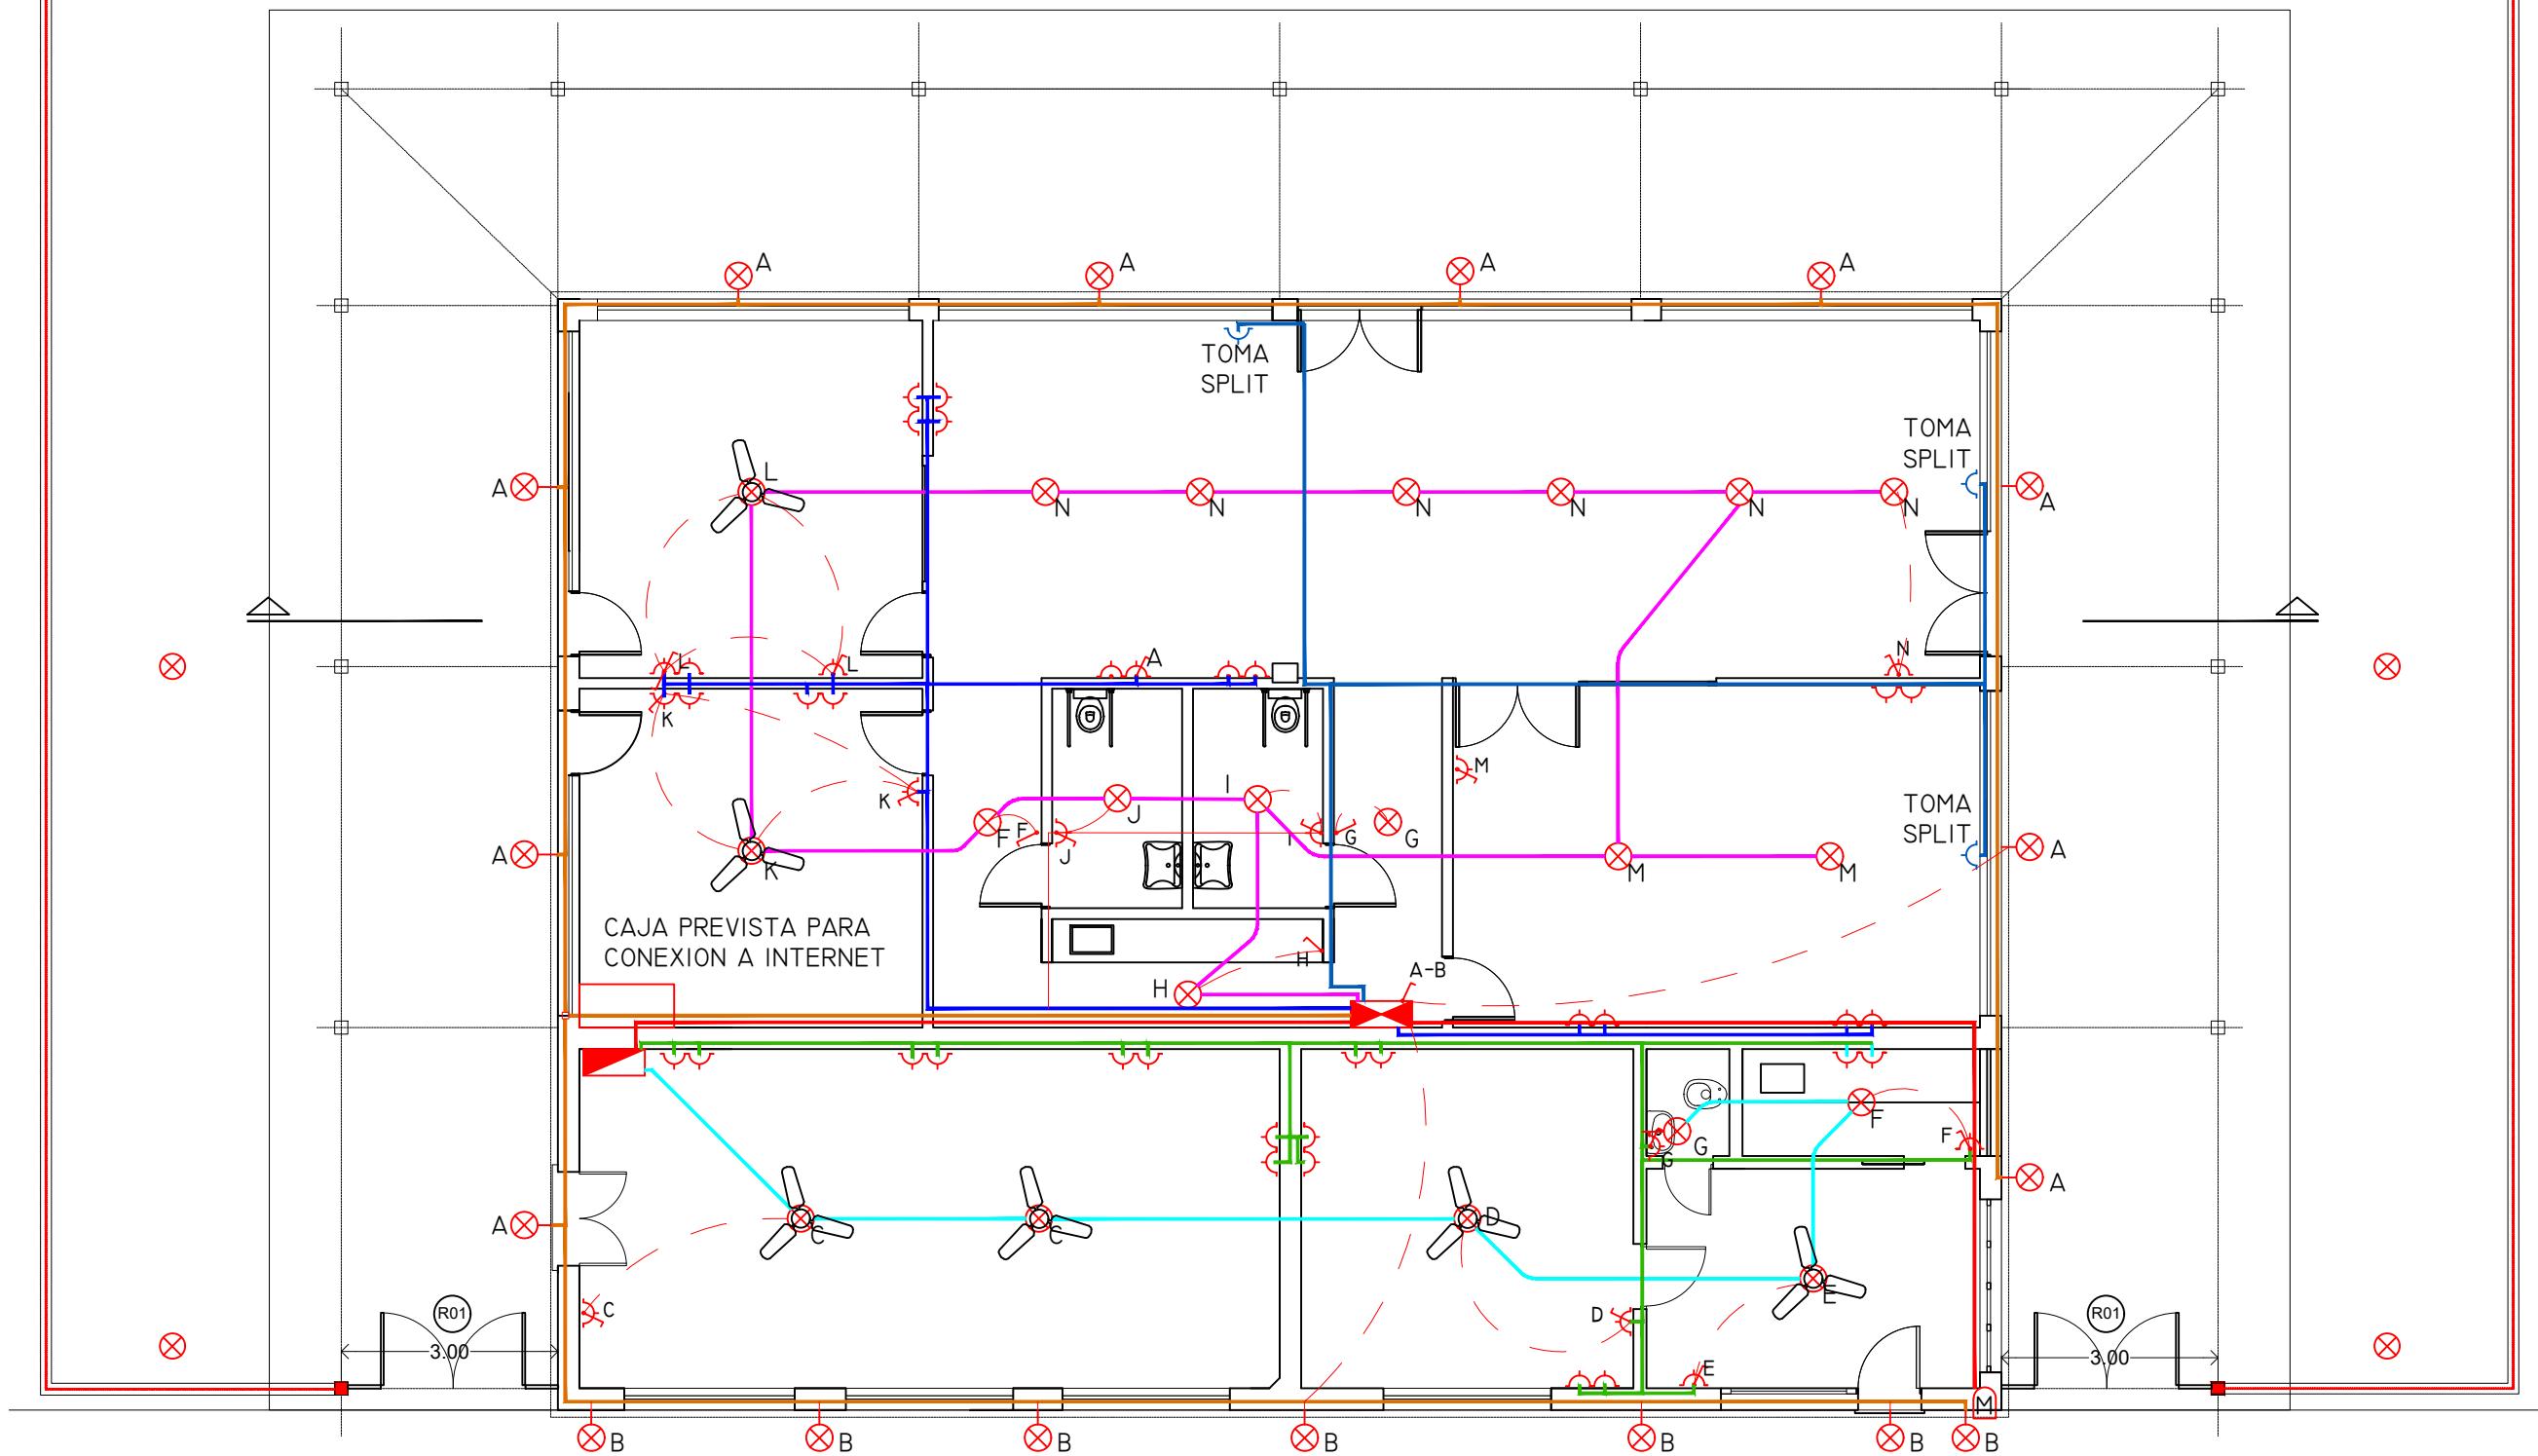 A A A A
TOMA
SPLIT
TOMA
SPLIT
L
A
N N N N N N
A
L L
A
N
K
M
K
I
TOMA
SPLIT
J
F F
J
I G G
A
K
M M
A
CAJA PREVISTA PARA
CONEXION A INTERNET
H
A-B
H
F
F
G
G
A
D
C C
A
E
R01
C
D
R01
3.00
3.00
E
M
B B B B B B B